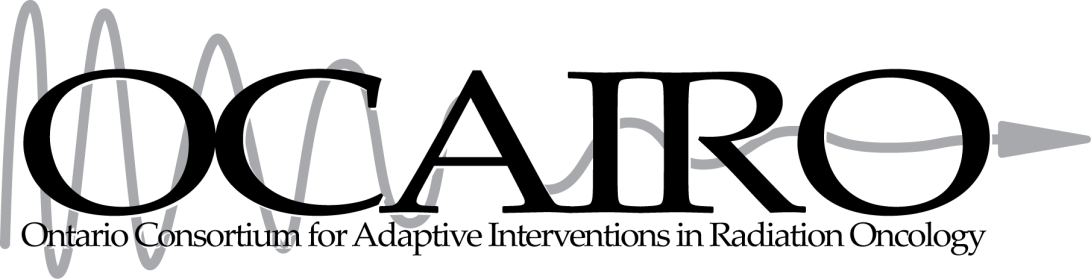 OCAIRO
Ontario Consortium for Adaptive Interventions in Radiation Oncology